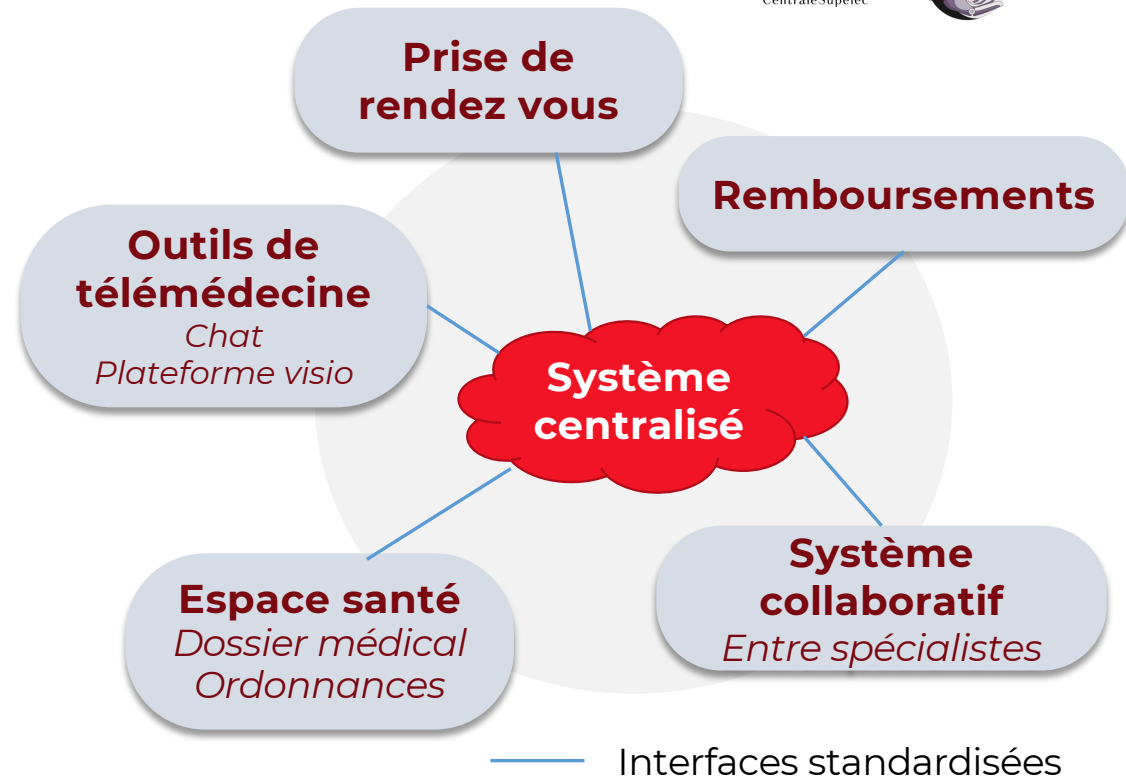 CentraleSupélec
Prise de
rendez vous
Remboursements
Outils de
télémédecine
Chat
Plateforme visio
Système
centralisé
Espace santé
Dossier médical
Ordonnances
Système
collaboratif
Entre spécialistes
Interfaces standardisées